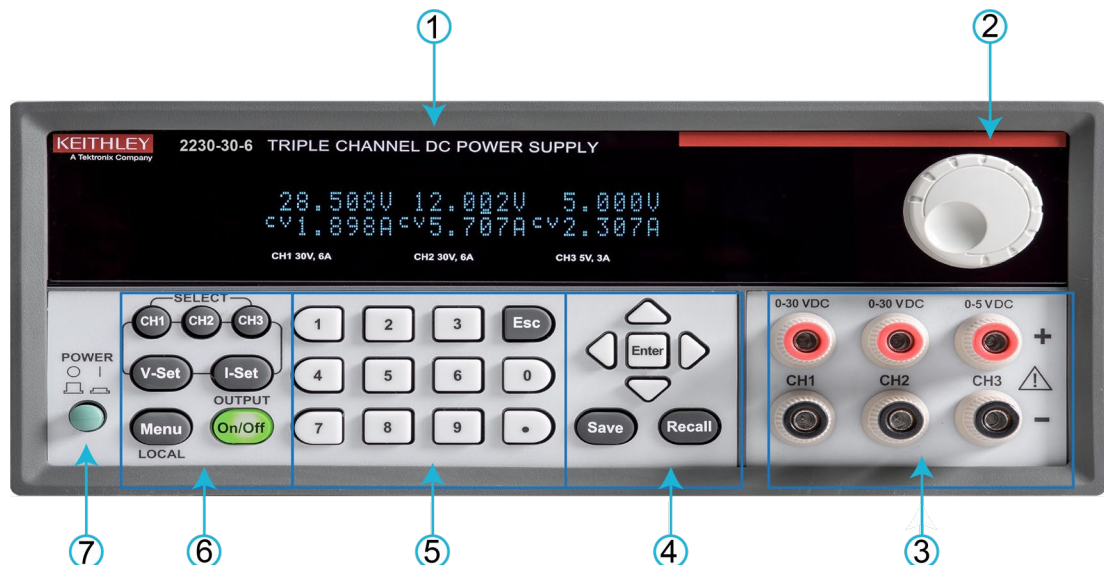 1
2
KEITHLEY
A Tektronix Company
2230-30-6 TRIPLE CHANNEL DC POWER SUPPLY
28.508V 12.002V 5.000V
CV1.898A CV5.707A CV2.307A
CH1 30V, 6A CH2 30V, 6A CH3 5V, 3A
SELECT
CH1 CH2 CH3
V-Set I-Set
OUTPUT
Menu On/Off
LOCAL
POWER
1 2 3 Esc
4 5 6 0
7 8 9 .
Enter
Save Recall
0-30 VDC 0-30 VDC 0-5 VDC
+
CH1 CH2 CH3
-
7
6
5
4
3